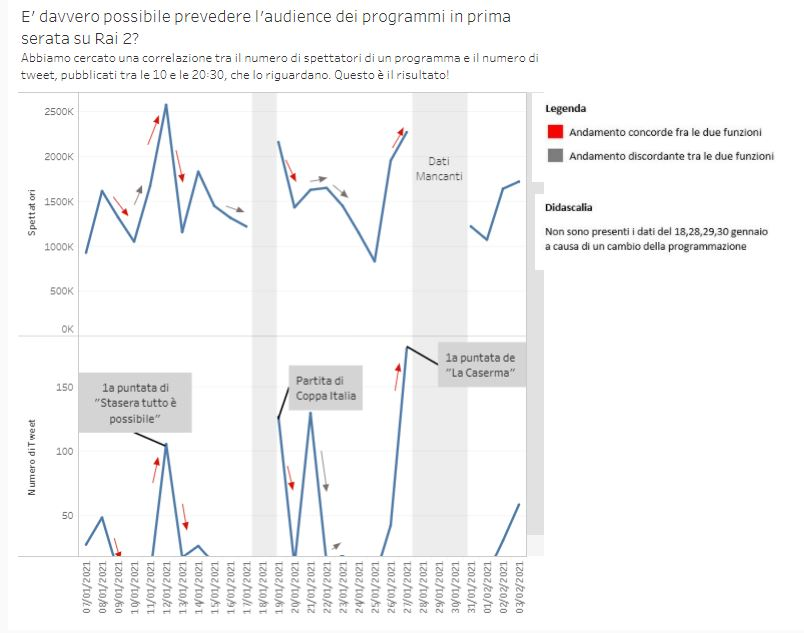 E' davvero possibile prevedere l'audience dei programmi in prima
serata su Rai 2?
Abbiamo cercato una correlazione tra il numero di spettatori di un programma e il numero di
tweet, pubblicati tra le 10 e le 20:30, che lo riguardano. Questo è il risultato!
Spettatori
2500K
2000K
1500K
1000K
500K
0K
Dati
Mancanti
Legenda
Andamento concorde fra le due funzioni
Andamento discordante tra le due funzioni
Didascalia
Non sono presenti i dati del 18,28,29,30 gennaio
a causa di un cambio della programmazione
Numero di Tweet
150
100
50
1a puntata di
"Stasera tutto è
possibile"
Partita di
Coppa Italia
1a puntata de
"La Caserma"
07/01/2021
08/01/2021
09/01/2021
10/01/2021
11/01/2021
12/01/2021
13/01/2021
14/01/2021
15/01/2021
16/01/2021
17/01/2021
18/01/2021
19/01/2021
20/01/2021
21/01/2021
22/01/2021
23/01/2021
24/01/2021
25/01/2021
26/01/2021
27/01/2021
28/01/2021
29/01/2021
30/01/2021
31/01/2021
01/02/2021
02/02/2021
03/02/2021